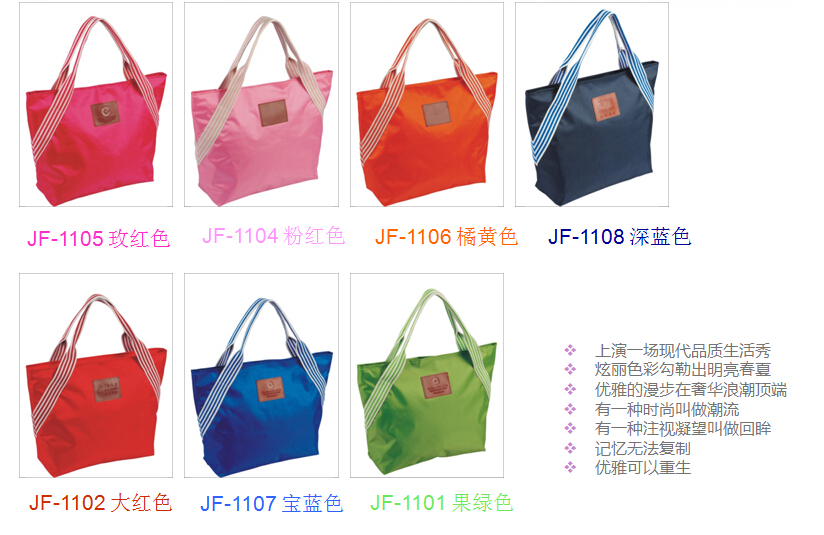 JF-1105 玫红色
JF-1104 粉红色
JF-1106 橘黄色
JF-1108 深蓝色
JF-1102 大红色
JF-1107 宝蓝色
JF-1101 果绿色
上演一场现代品质生活秀
炫丽色彩勾勒出明亮春夏
优雅的漫步在奢华浪潮顶端
有一种时尚叫做潮流
有一种注视凝望叫做回眸
记忆无法复制
优雅可以重生